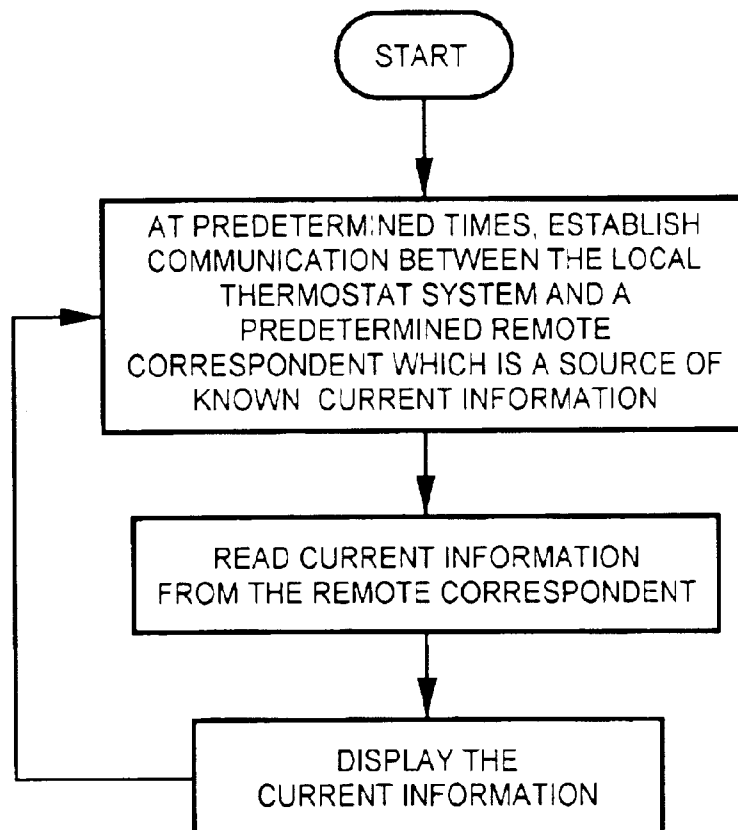 START
AT PREDETERMINED TIMES, ESTABLISH
COMMUNICATION BETWEEN THE LOCAL
THERMOSTAT SYSTEM AND A
PREDETERMINED REMOTE
CORRESPONDENT WHICH IS A SOURCE OF
KNOWN CURRENT INFORMATION
READ CURRENT INFORMATION
FROM THE REMOTE CORRESPONDENT
DISPLAY THE
CURRENT INFORMATION